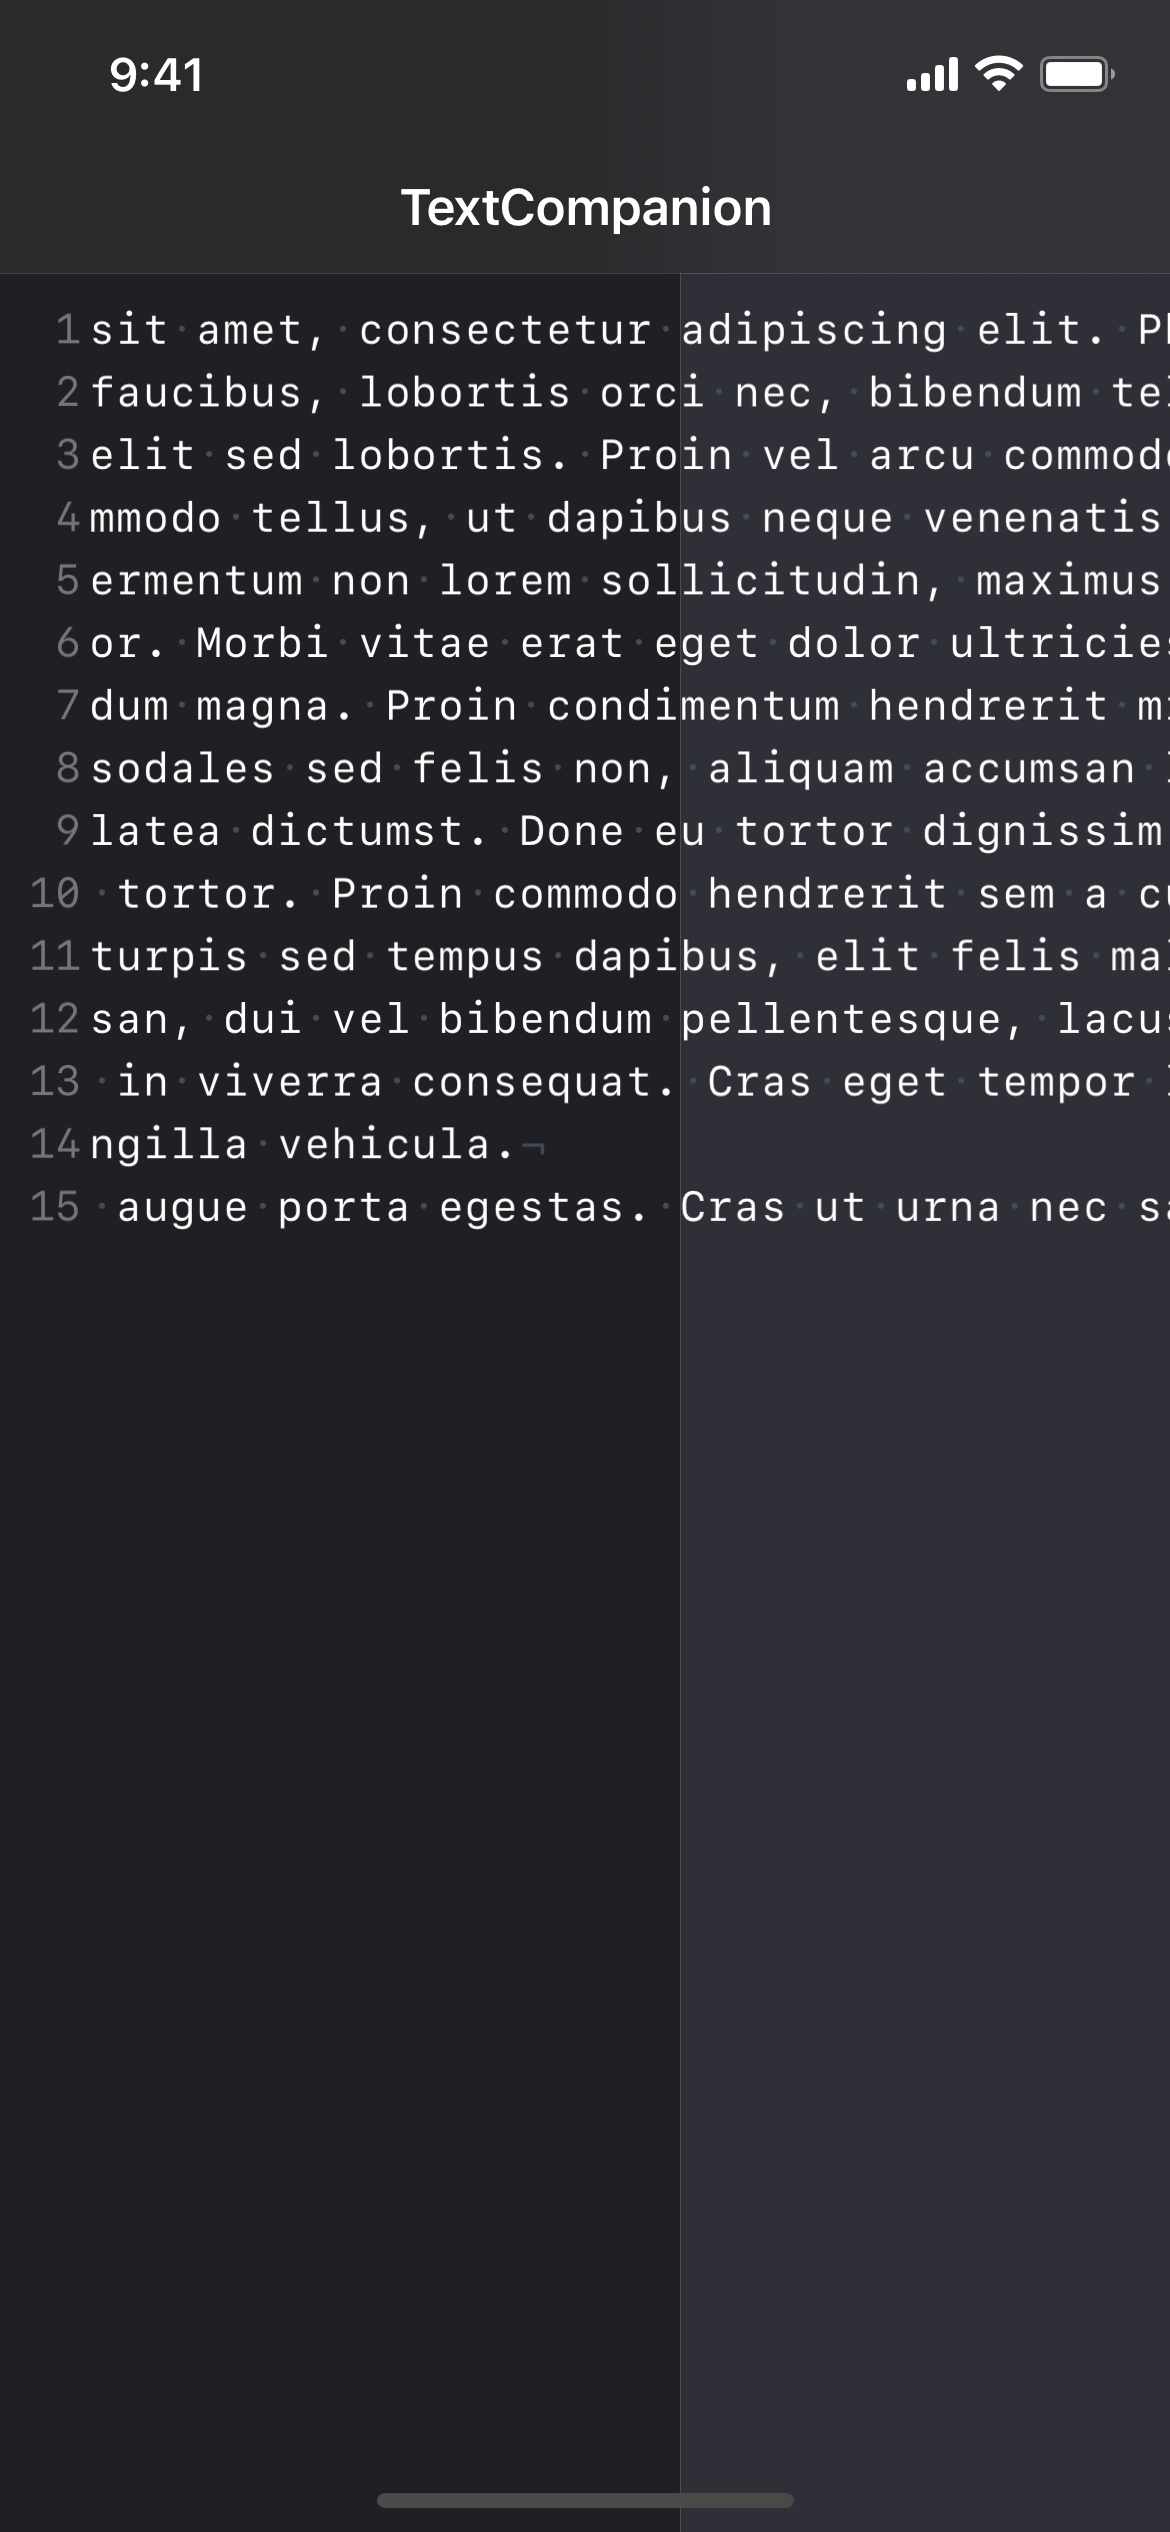 9:41
TextCompanion
1 sit amet, consectetur adipiscing elit.
2 faucibus, lobortis orci nec, bibendum
3 elit sed lobortis. Proin vel arcu
4 mmodo tellus, ut dapibus neque venenatis
5 ermentum non lorem sollicitudin, maximus
6 or. Morbi vitae erat eget dolor ultricies
7 dum magna. Proin condimentum hendrerit
8 sodales sed felis non, aliquam accumsan
9 latea dictumst. Done eu tortor dignissim
10 tortor. Proin commodo hendrerit sem a
11 turpis sed tempus dapibus, elit felis
12 san, dui vel bibendum pellentesque, lacus
13 in viverra consequat. Cras eget tempor
14 ngilla vehicula.¬
15 augue porta egestas. Cras ut urna nec